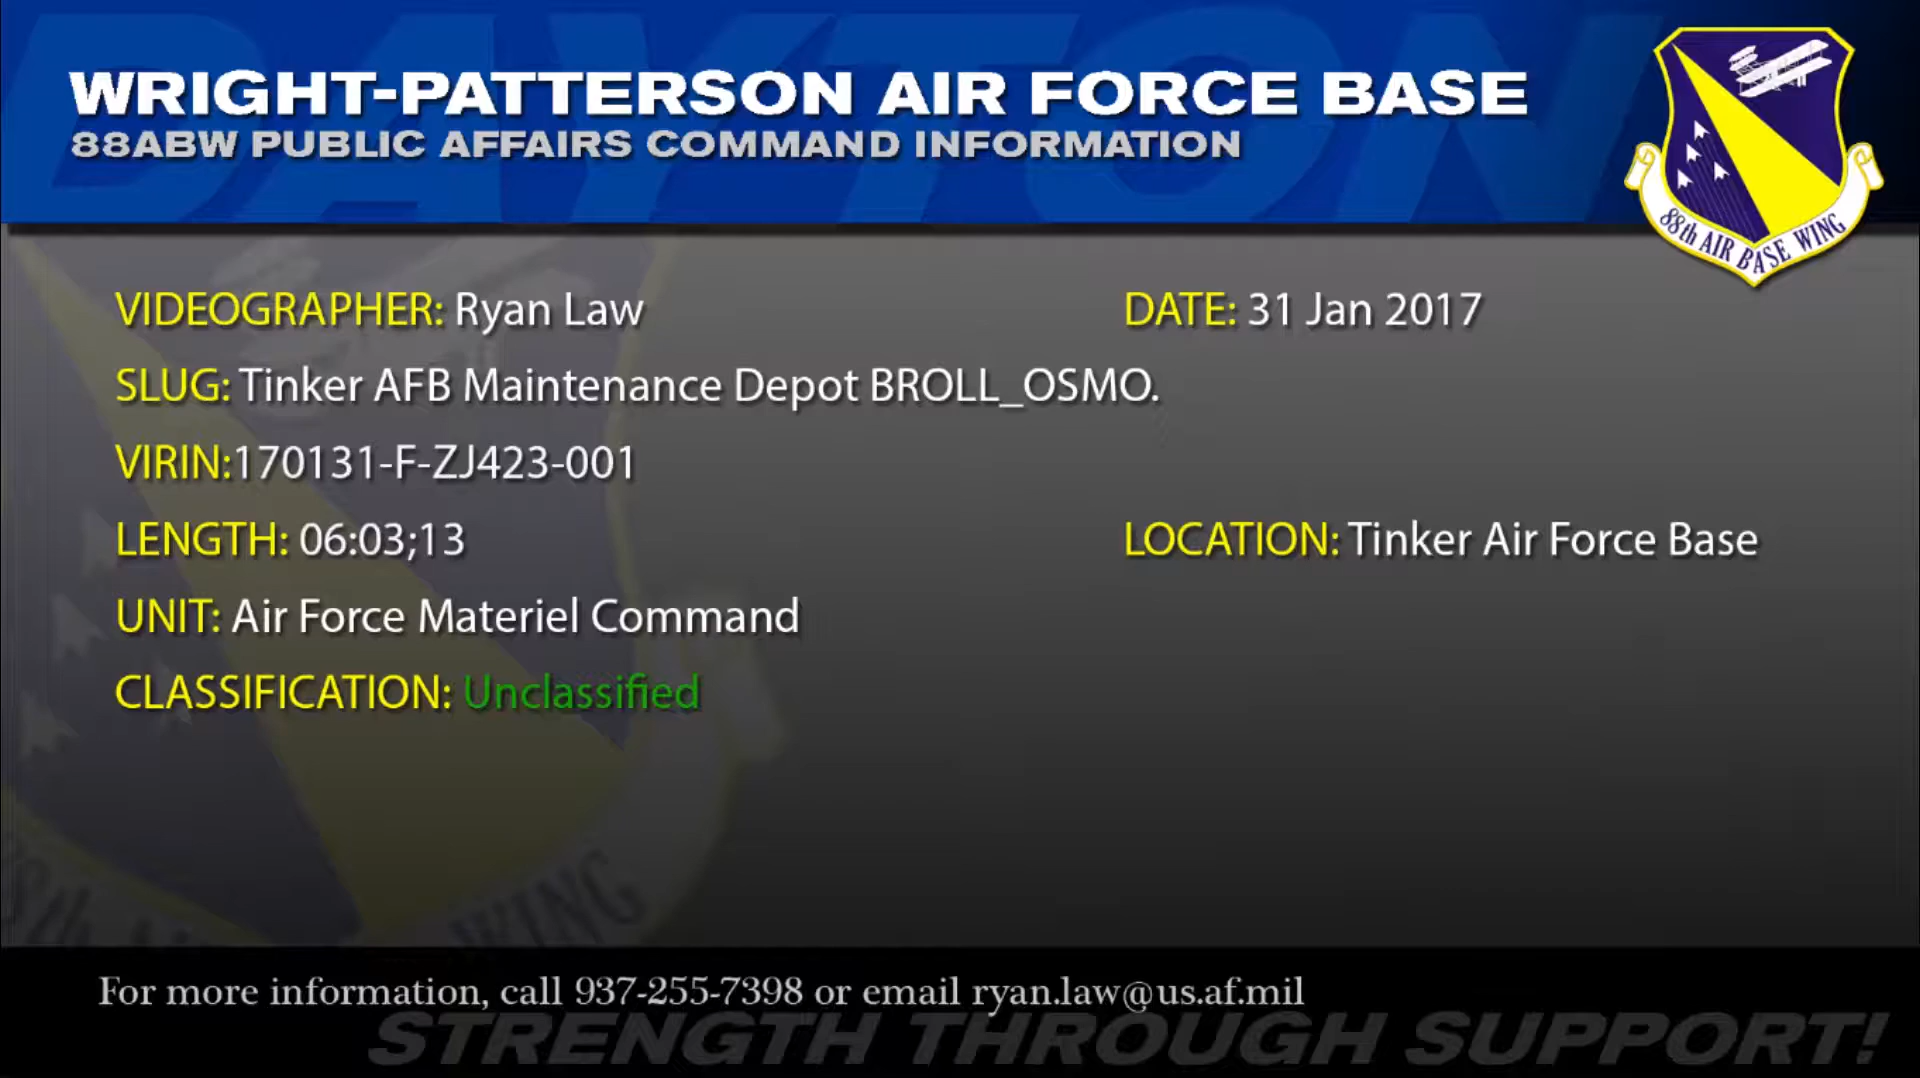 DAYTON
WRIGHT-PATTERSON AIR FORCE BASE
88ABW PUBLIC AFFAIRS COMMAND INFORMATION
88th AIR BASE WING
VIDEOGRAPHER: Ryan Law
DATE: 31 Jan 2017
SLUG: Tinker AFB Maintenance Depot BROLL_OSMO.
VIRIN:170131-F-ZJ423-001
LENGTH: 06:03;13
LOCATION: Tinker Air Force Base
UNIT: Air Force Materiel Command
CLASSIFICATION: Unclassified
WING
For more information, call 937-255-7398 or email ryan.law@us.af.mil
STRENGTH THROUGH SUPPORT!